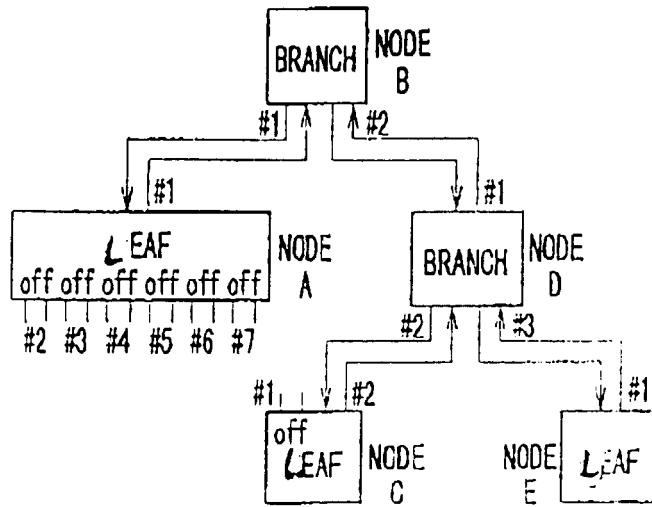 BRANCH
NODE B
#1
#2
#1
#1
LEAF
off off off off off off
NODE A
#2 #3 #4 #5 #6 #7
BRANCH
NODE D
#2
#3
#1
#2
#1
off
LEAF
NODE C
NODE E
LEAF